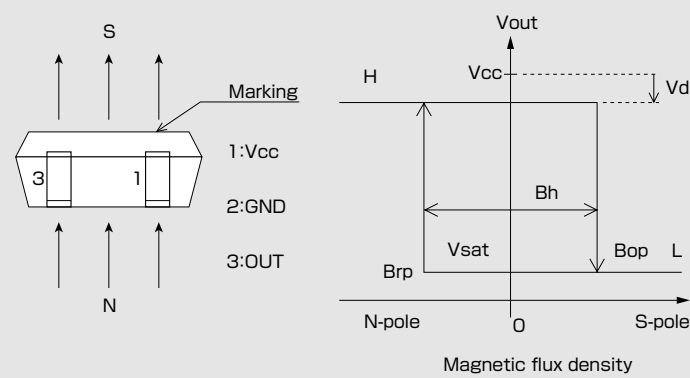 S
Marking
3
1
1:Vcc
2:GND
3:OUT
N
Vout
Vcc
H
Vd
Bh
Vsat
Bop
L
Brp
N-pole
0
S-pole
Magnetic flux density